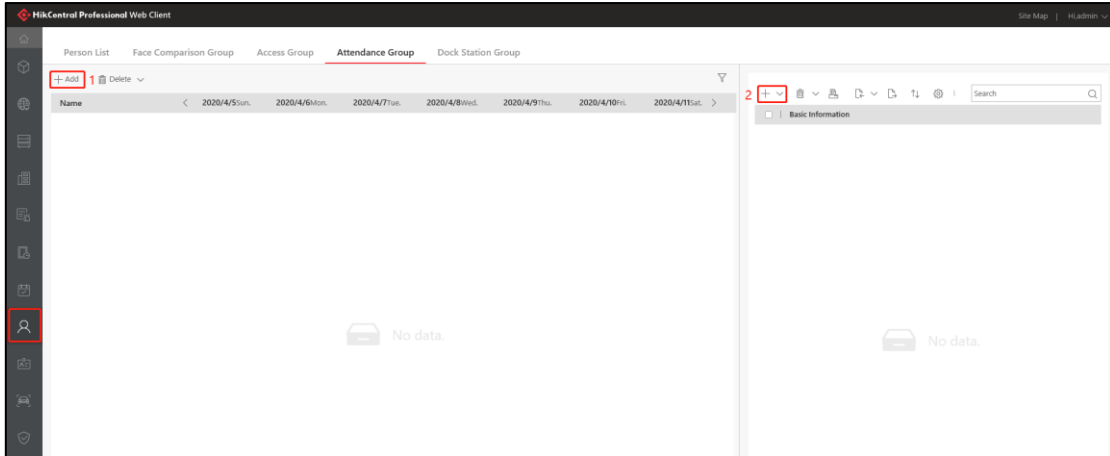 HikCentral Professional Web Client
Site Map | Hi,admin
Person List Face Comparison Group Access Group Attendance Group Dock Station Group
+ Add 1 Delete
2 Search
Name < 2020/4/5Sun. 2020/4/6Mon. 2020/4/7Tue. 2020/4/8Wed. 2020/4/9Thu. 2020/4/10Fri. 2020/4/11Sat. >
Basic Information
No data.
No data.